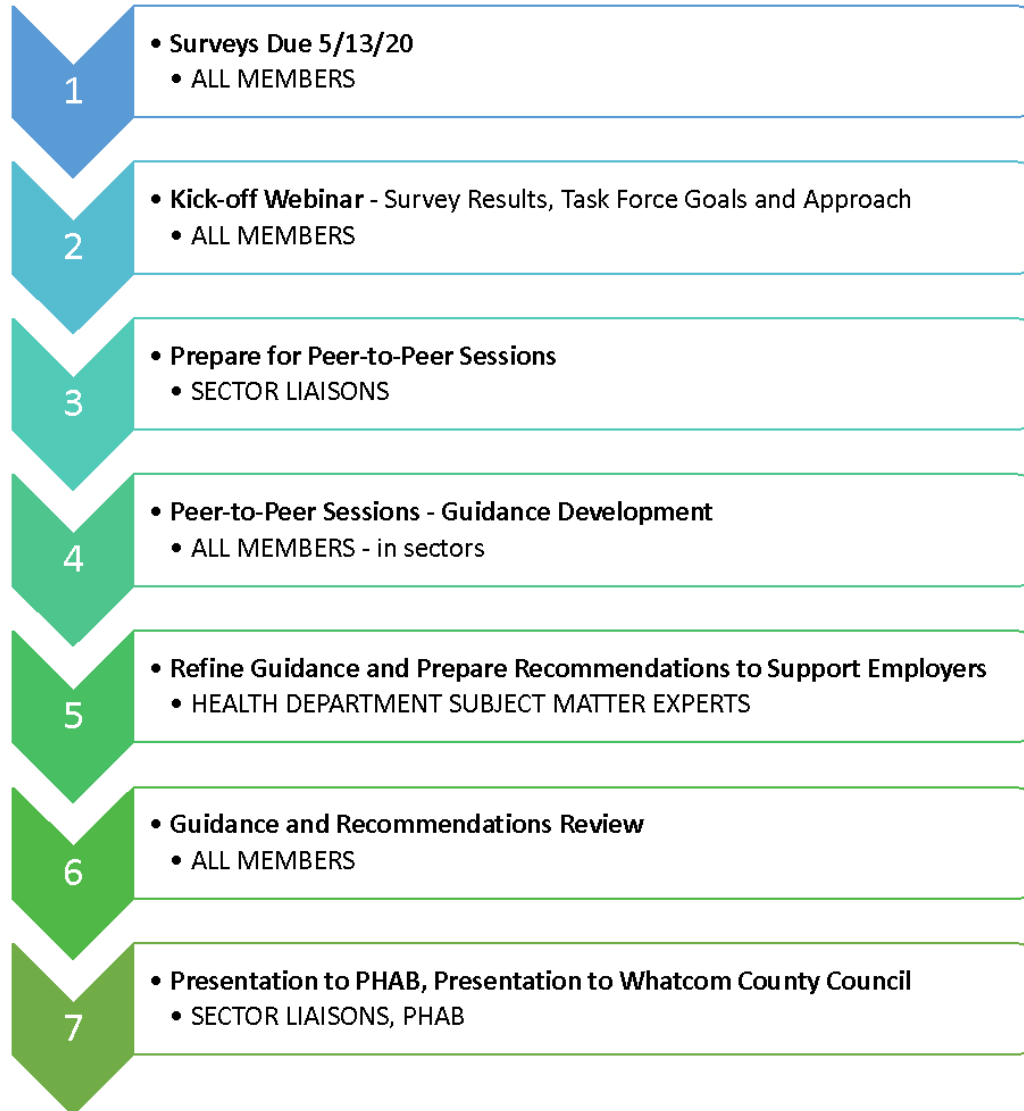 1
• Surveys Due 5/13/20
• ALL MEMBERS
2
• Kick-off Webinar - Survey Results, Task Force Goals and Approach
• ALL MEMBERS
3
• Prepare for Peer-to-Peer Sessions
• SECTOR LIAISONS
4
• Peer-to-Peer Sessions - Guidance Development
• ALL MEMBERS - in sectors
5
• Refine Guidance and Prepare Recommendations to Support Employers
• HEALTH DEPARTMENT SUBJECT MATTER EXPERTS
6
• Guidance and Recommendations Review
• ALL MEMBERS
7
• Presentation to PHAB, Presentation to Whatcom County Council
• SECTOR LIAISONS, PHAB